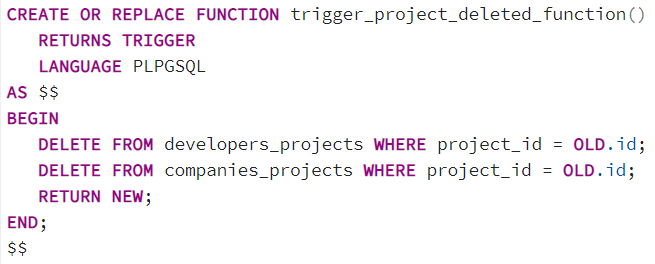 CREATE OR REPLACE FUNCTION trigger_project_deleted_function()
RETURNS TRIGGER
LANGUAGE PLPGSQL
AS $$
BEGIN
DELETE FROM developers_projects WHERE project_id = OLD.id;
DELETE FROM companies_projects WHERE project_id = OLD.id;
RETURN NEW;
END;
$$